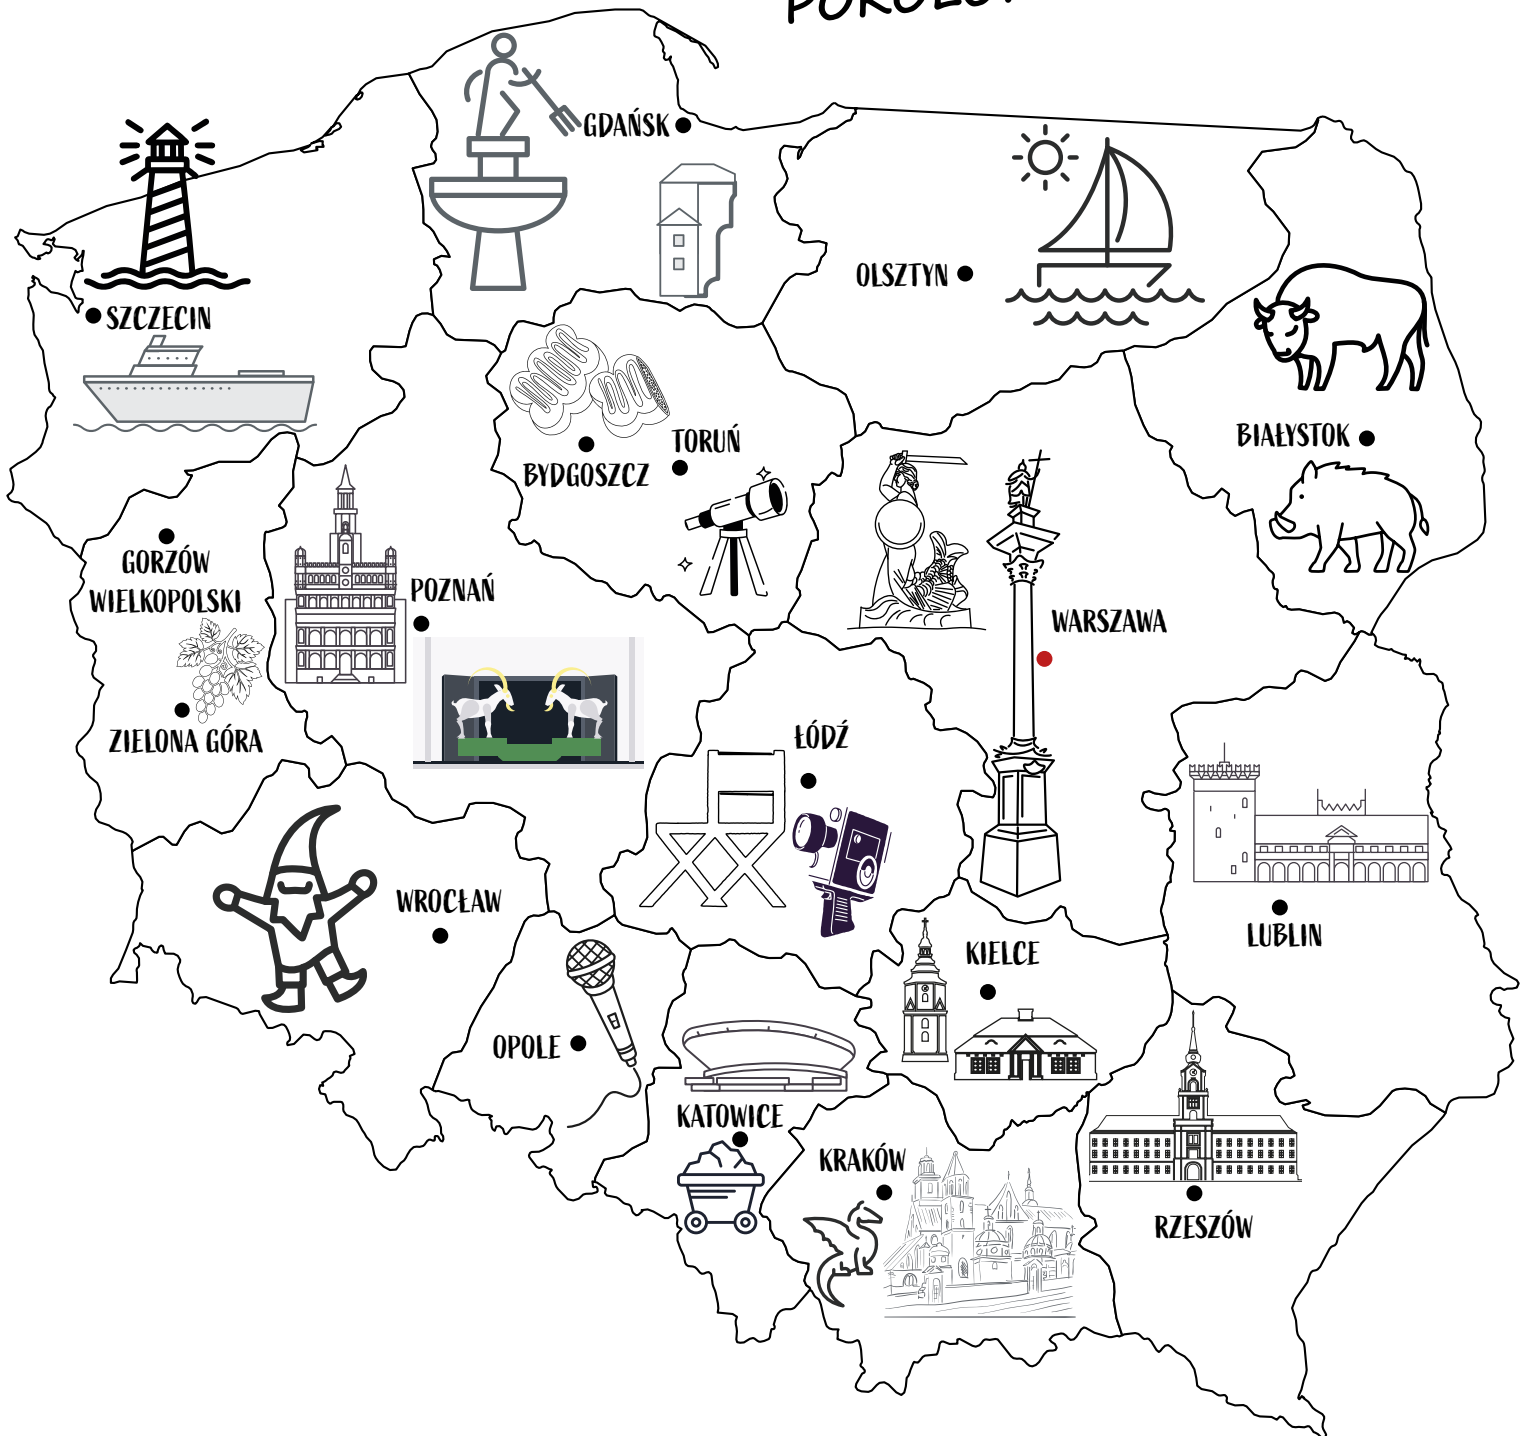 GDAŃSK
OLSZTYN
SZCZECIN
BIAŁYSTOK
TORUŃ
BYDGOSZCZ
GORZÓW
WIELKOPOLSKI
POZNAŃ
WARSZAWA
ZIELONA GÓRA
ŁÓDŹ
WROCŁAW
LUBLIN
KIELCE
OPOLE
KATOWICE
KRAKÓW
RZESZÓW